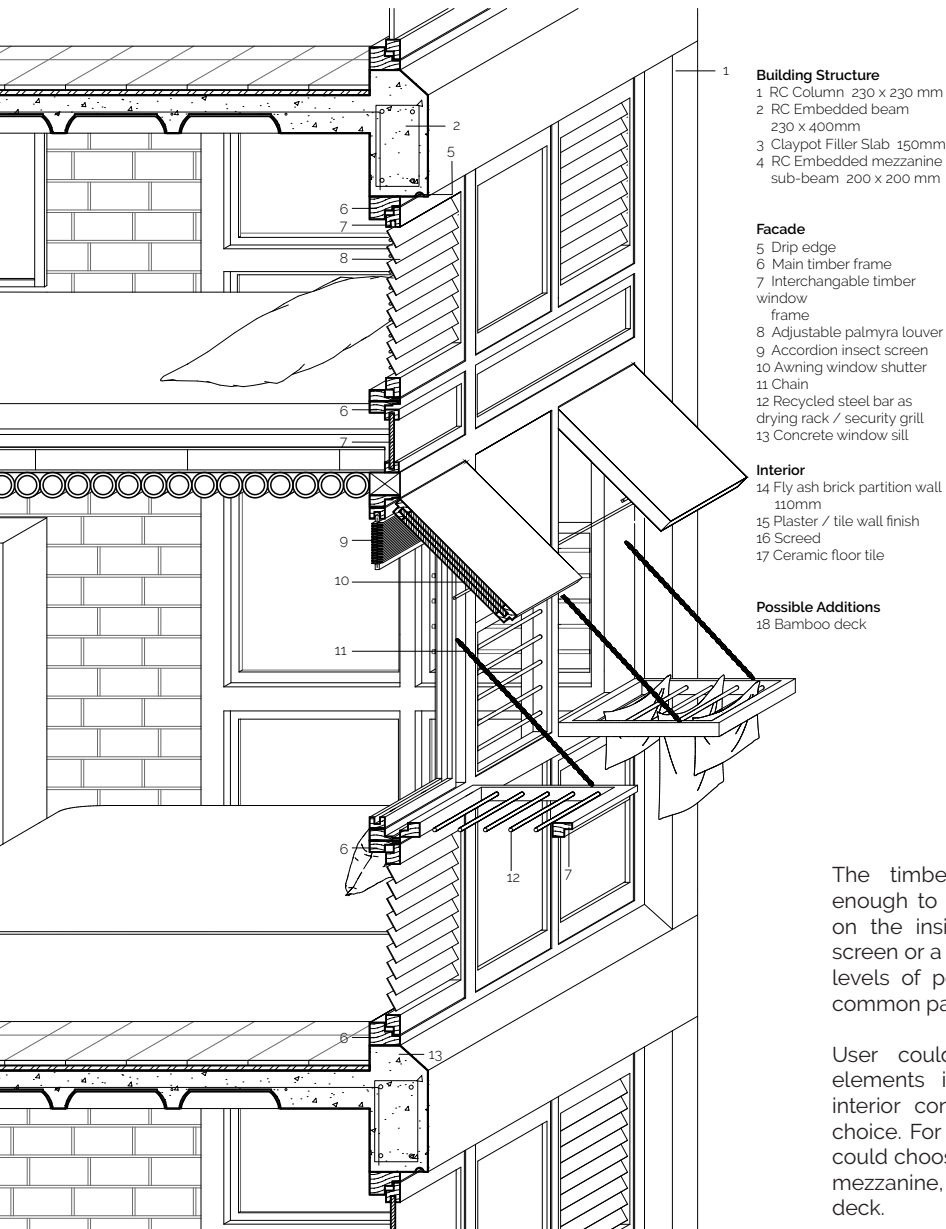 1
2
5
6
7
8
6
7
9
10
11
6
12
7
6
13
Building Structure
1 RC Column 230 x 230 mm
2 RC Embedded beam
230 x 400mm
3 Claypot Filler Slab 150mm
4 RC Embedded mezzanine
sub-beam 200 x 200 mm
Facade
5 Drip edge
6 Main timber frame
7 Interchangable timber
window
frame
8 Adjustable palmyra louver
9 Accordion insect screen
10 Awning window shutter
11 Chain
12 Recycled steel bar as
drying rack / security grill
13 Concrete window sill
Interior
14 Fly ash brick partition wall
110mm
15 Plaster / tile wall finish
16 Screed
17 Ceramic floor tile
Possible Additions
18 Bamboo deck
The timbe
enough to
on the insi
screen or a
levels of p
common pa
User could
elements i
interior con
choice. For
could choos
mezzanine,
deck.